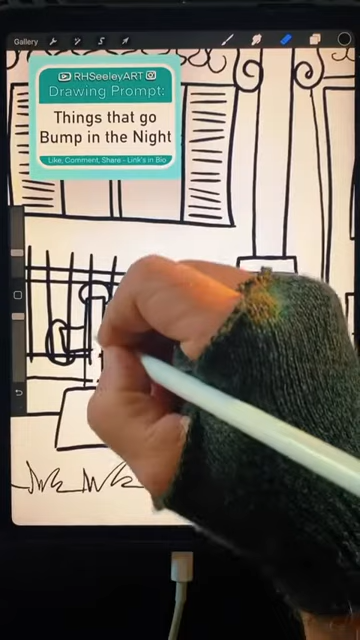 Gallery
RHSeeleyART
Drawing Prompt:
Things that go
Bump in the Night
Like, Comment, Share - Link's in Bio